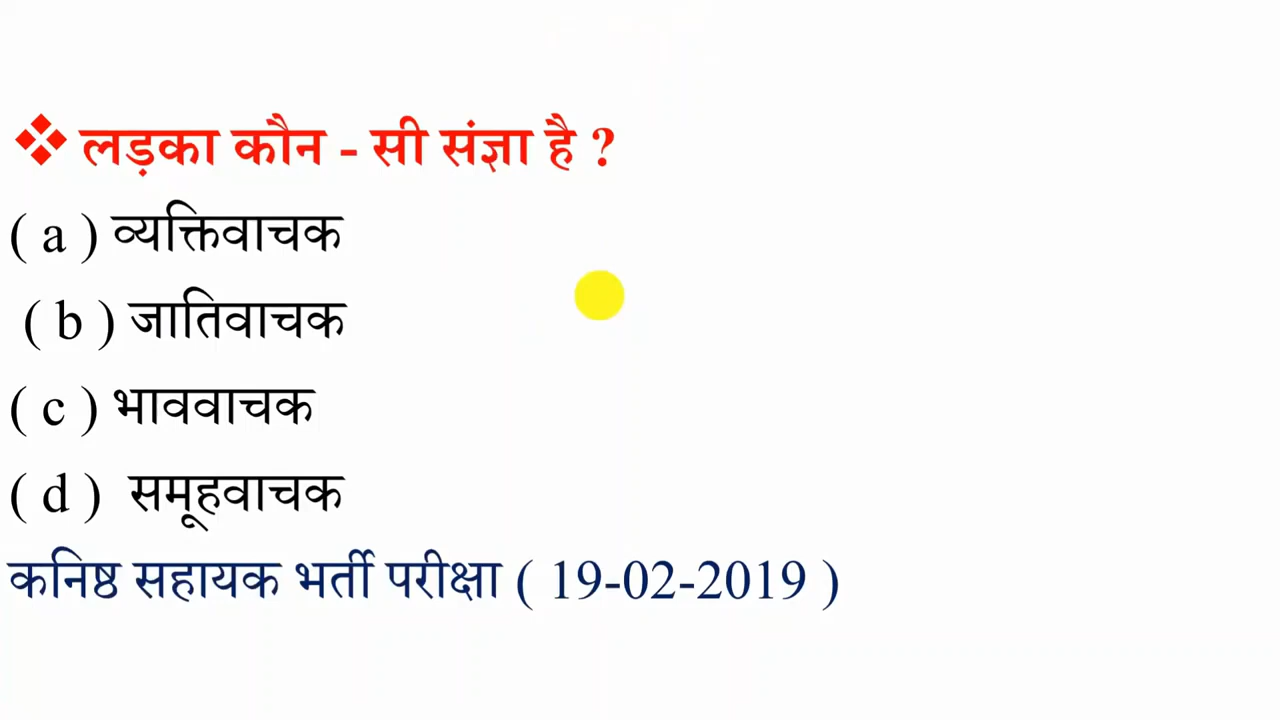 ❖ लड़का कौन - सी संज्ञा है ?
( a ) व्यक्तिवाचक
( b ) जातिवाचक
( c ) भाववाचक
( d ) समूहवाचक
कनिष्ठ सहायक भर्ती परीक्षा ( 19-02-2019 )